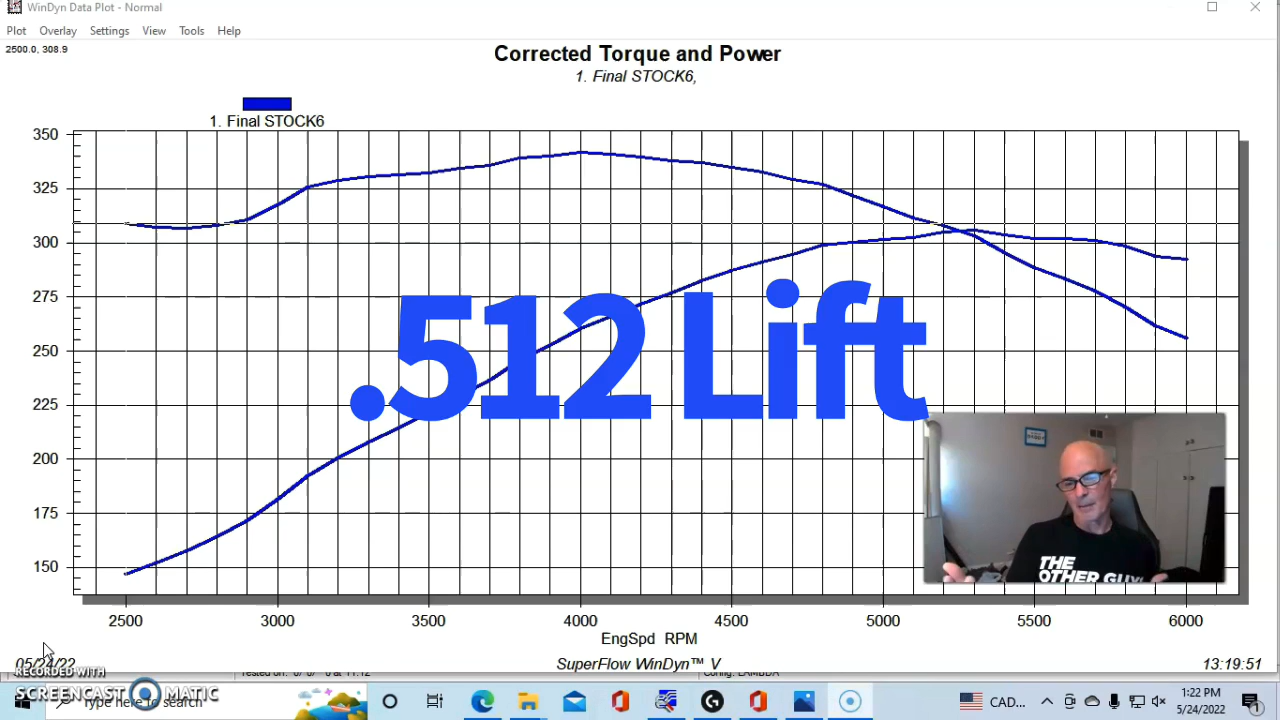 WinDyn Data Plot - Normal
Plot Overlay Settings View Tools Help
2500.0, 308.9
Corrected Torque and Power
1. Final STOCK6,
1. Final STOCK6
350
325
300
275
250
225
200
175
150
.512 Lift
THE
OTHER GUY
2500 3000 3500 4000 4500 5000 5500 6000
EngSpd RPM
05/24/22
SuperFlow WinDyn™ V
13:19:51
RECORDED WITH
SCREENCAST MATIC
Type here to search
CAD...
1:22 PM
5/24/2022
1